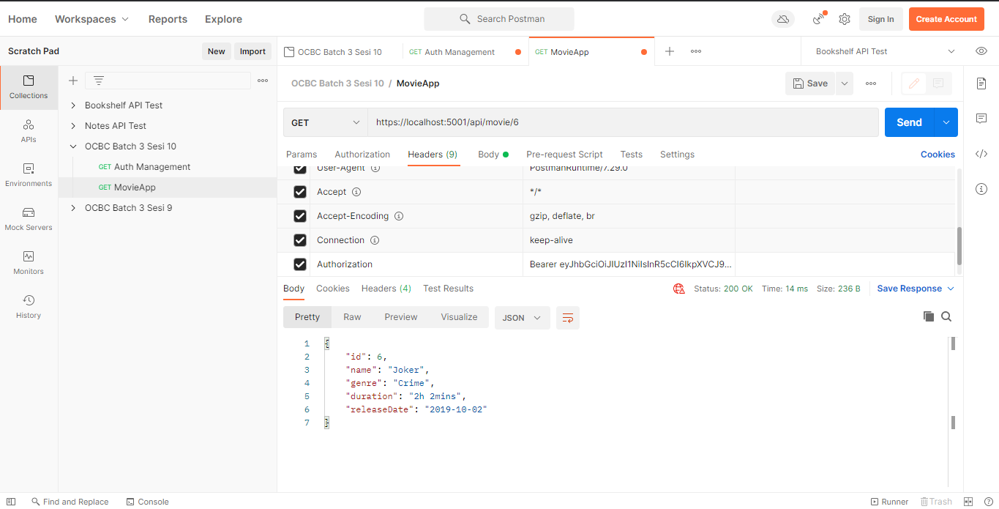 Home Workspaces Reports Explore Search Postman Sign In Create Account
Scratch Pad New Import OCBC Batch 3 Sesi 10 GET Auth Management GET MovieApp Bookshelf API Test
Collections
APIs
Environments
Mock Servers
Monitors
History
Bookshelf API Test
Notes API Test
OCBC Batch 3 Sesi 10
GET Auth Management
GET MovieApp
OCBC Batch 3 Sesi 9
OCBC Batch 3 Sesi 10 / MovieApp Save
GET https://localhost:5001/api/movie/6 Send
Params Authorization Headers (9) Body Pre-request Script Tests Settings Cookies
User-Agent PostmanRuntime/7.29.0
Accept */*
Accept-Encoding gzip, deflate, br
Connection keep-alive
Authorization Bearer eyJhbGciOiJIUzI1NiIsInR5cCI6IkpXVCJ9...
Body Cookies Headers (4) Test Results Status: 200 OK Time: 14 ms Size: 236 B Save Response
Pretty Raw Preview Visualize JSON
1 {
2 "id": 6,
3 "name": "Joker",
4 "genre": "Crime",
5 "duration": "2h 2mins",
6 "releaseDate": "2019-10-02"
7 }
Find and Replace Console Runner Trash